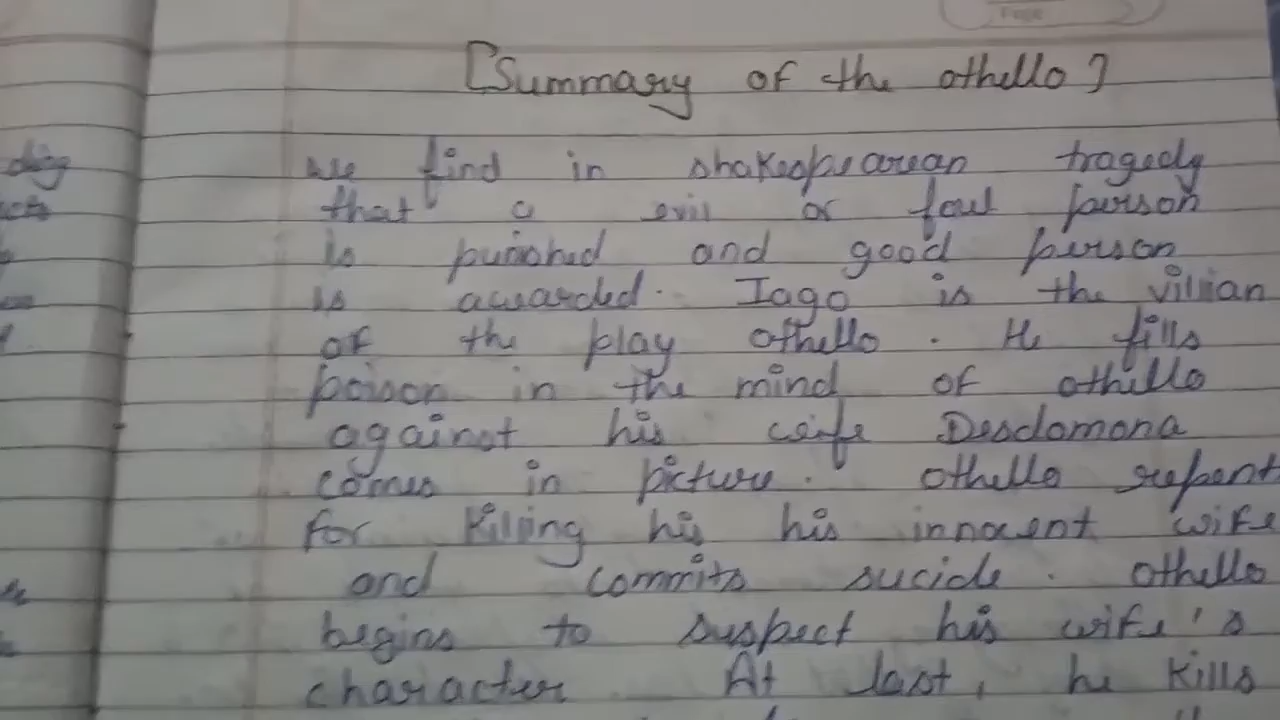 Page
[Summary of the othello]
we find in shakespearean tragedy
that a evil or foul person
is punished and good person
is awarded. Iago is the villian
of the play othello. He fills
poison in the mind of othello
against his wife Desdomona
comes in picture. othello repent
for killing his his innocent wife
and commits sucide. Othello
begins to suspect his wife's
character At last, he kills